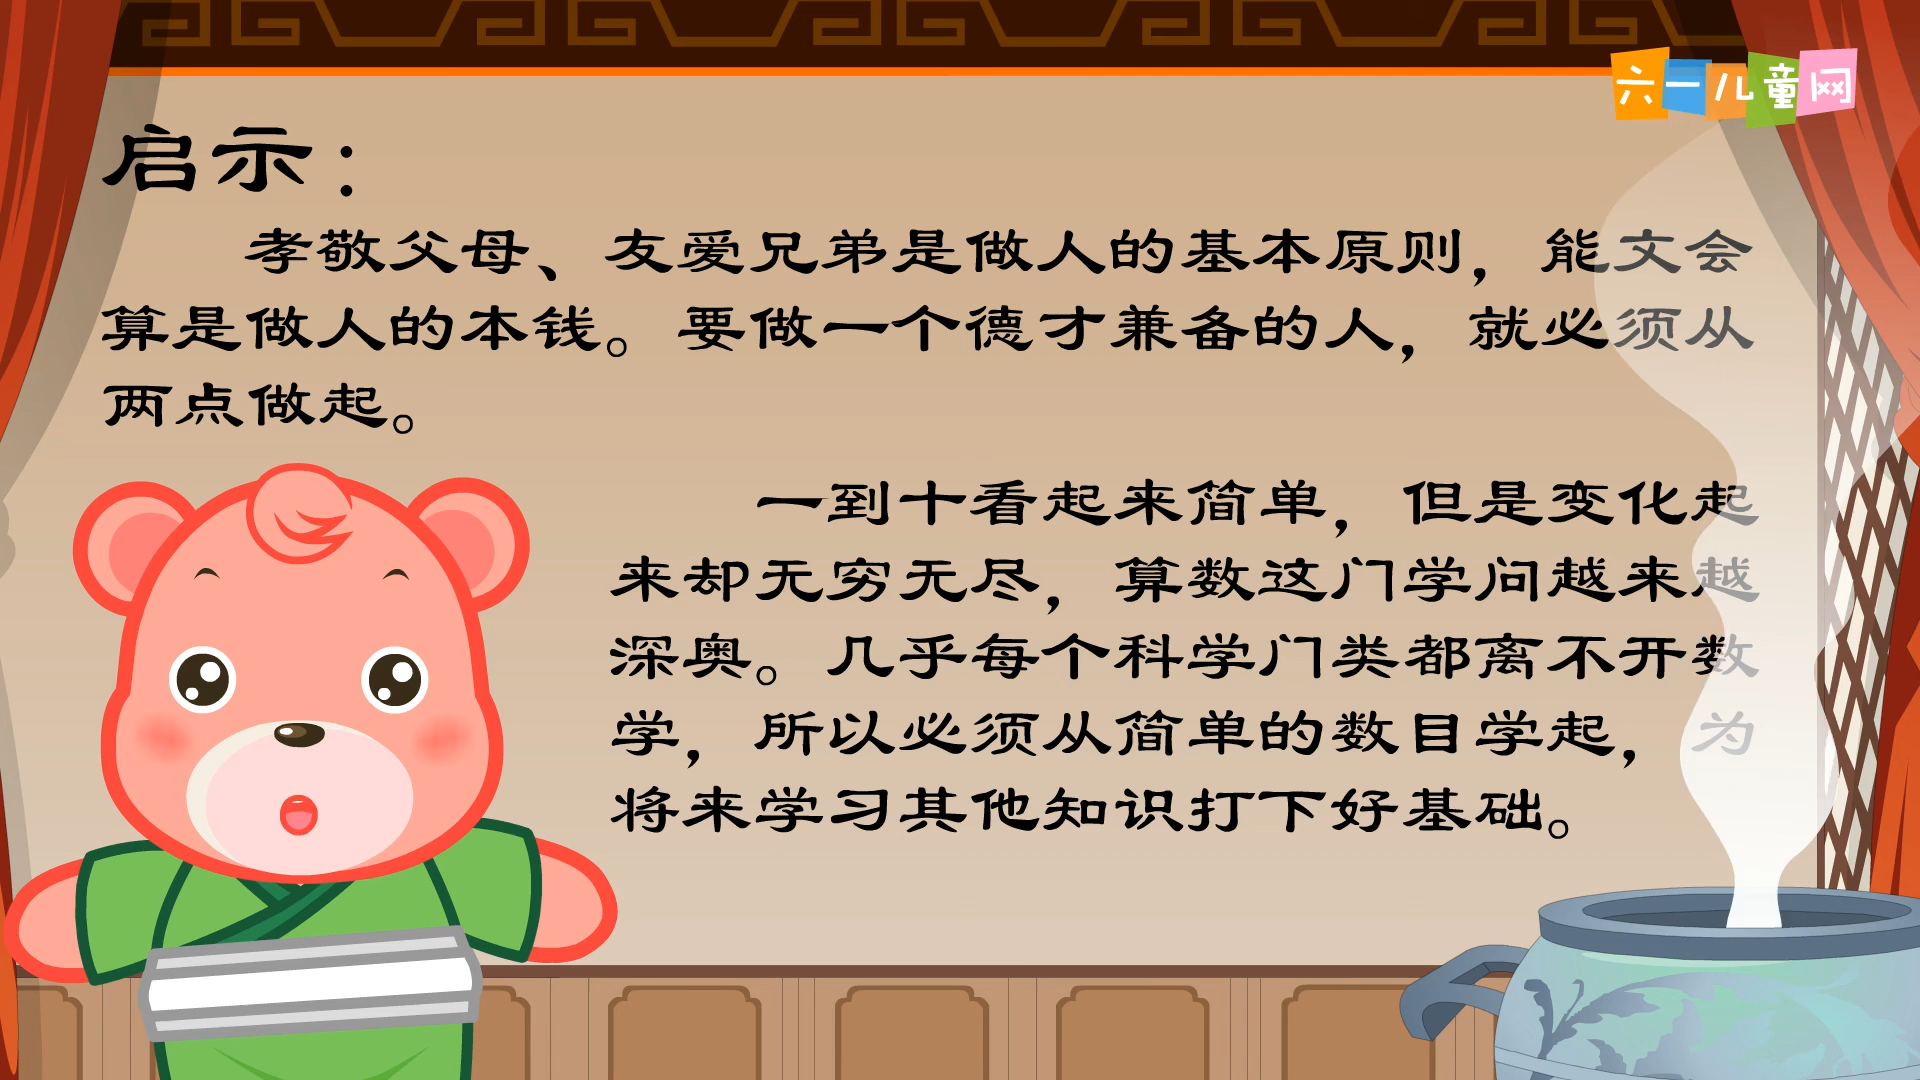 六一儿童网
启示：
孝敬父母、友爱兄弟是做人的基本原则，能文会
算是做人的本钱。要做一个德才兼备的人，就必须从
两点做起。
一到十看起来简单，但是变化起
来却无穷无尽，算数这门学问越来越
深奥。几乎每个科学门类都离不开数
学，所以必须从简单的数目学起，为
将来学习其他知识打下好基础。